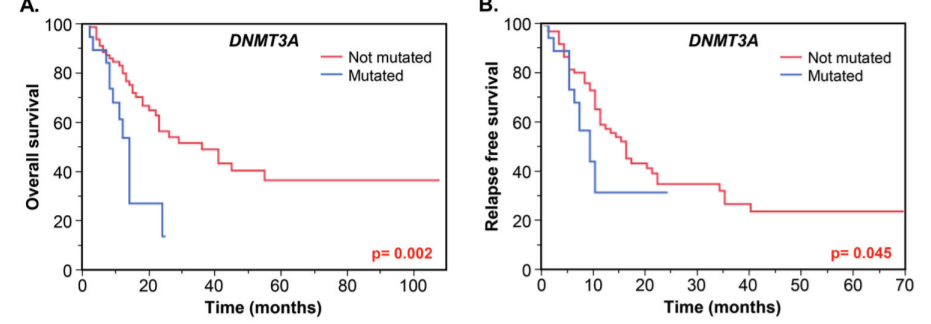 A.
DNMT3A
Not mutated
Mutated
100
80
60
40
20
0
Overall survival
p= 0.002
0 20 40 60 80 100
Time (months)
B.
DNMT3A
Not mutated
Mutated
100
80
60
40
20
0
Relapse free survival
p= 0.045
0 10 20 30 40 50 60 70
Time (months)